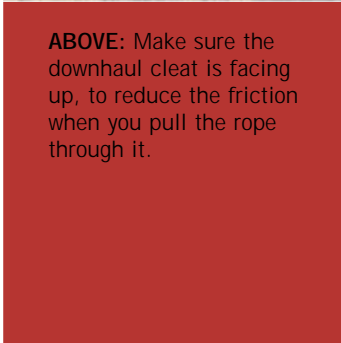 ABOVE: Make sure the
downhaul cleat is facing
up, to reduce the friction
when you pull the rope
through it.